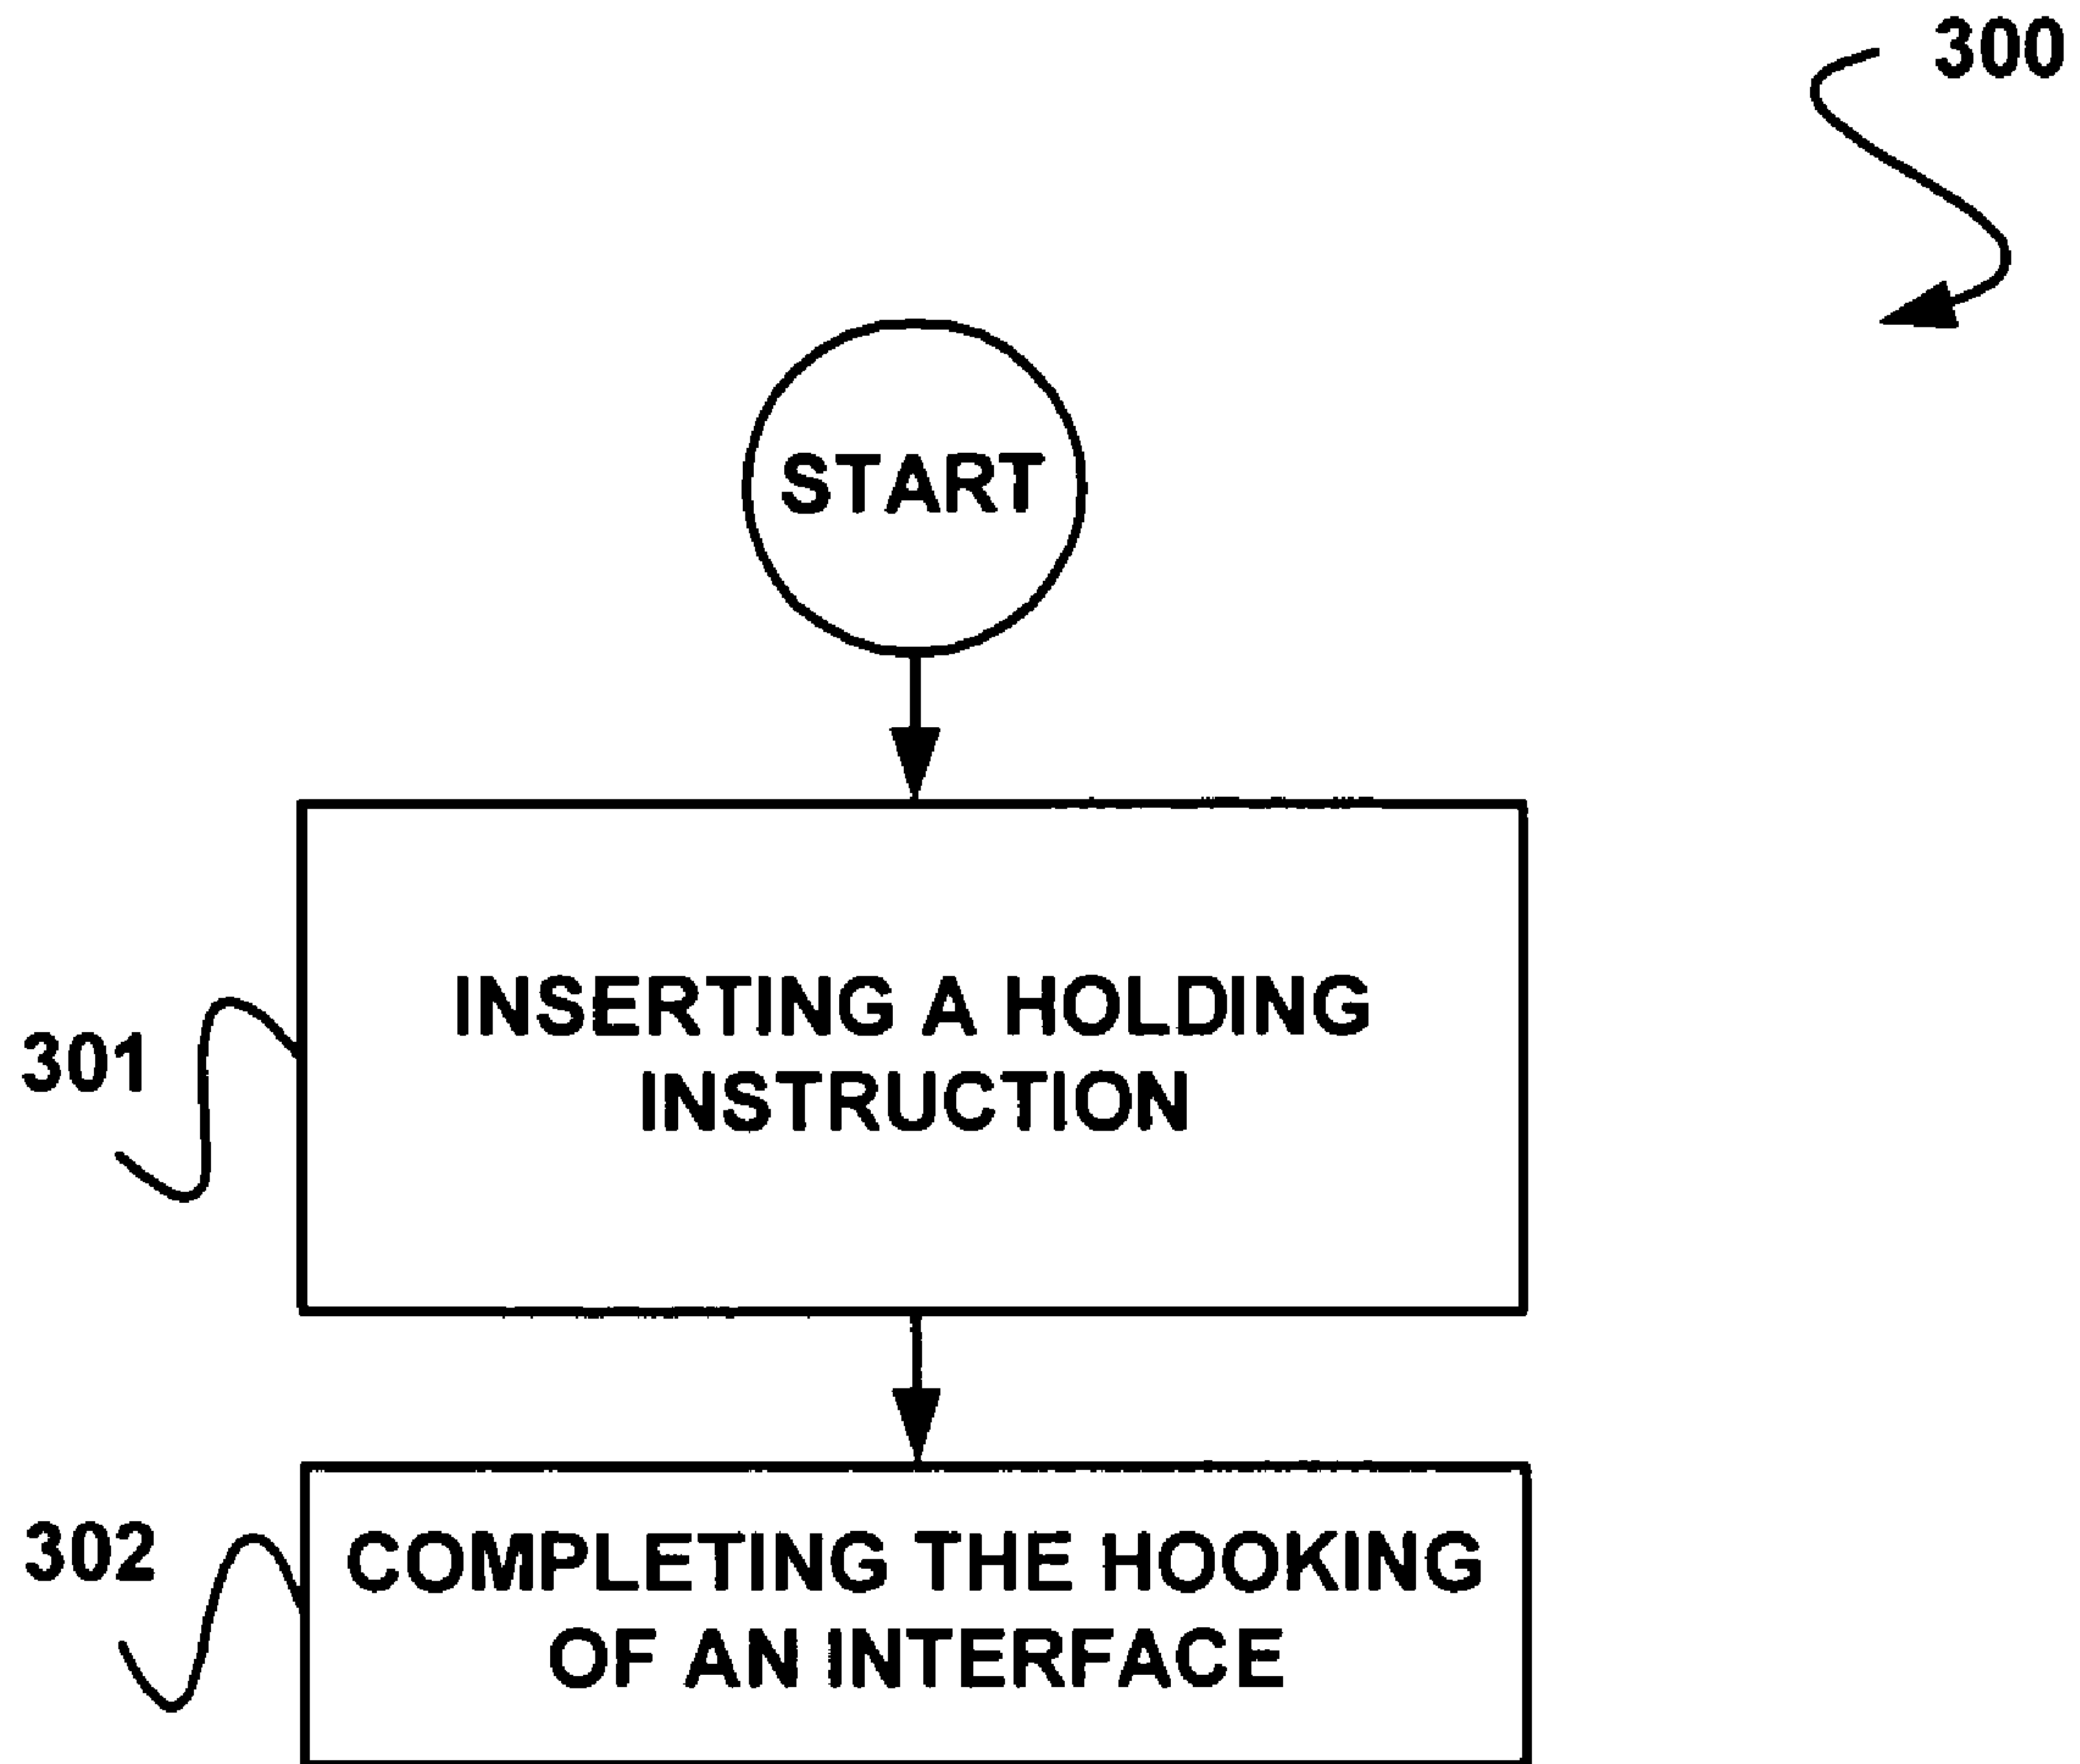 300
START
301
INSERTING A HOLDING
INSTRUCTION
302
COMPLETING THE HOOKING
OF AN INTERFACE